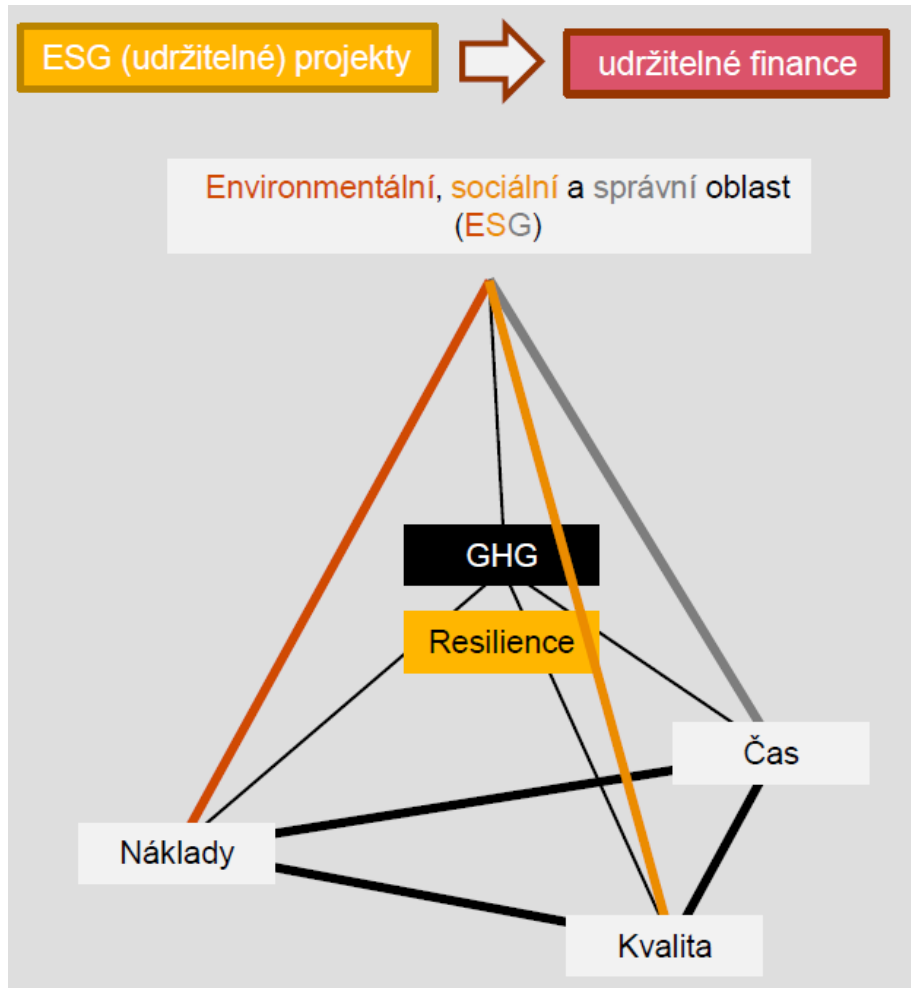 ESG (udržitelné) projekty
udržitelné finance
Environmentální, sociální a správní oblast
(ESG)
GHG
Resilience
Čas
Náklady
Kvalita